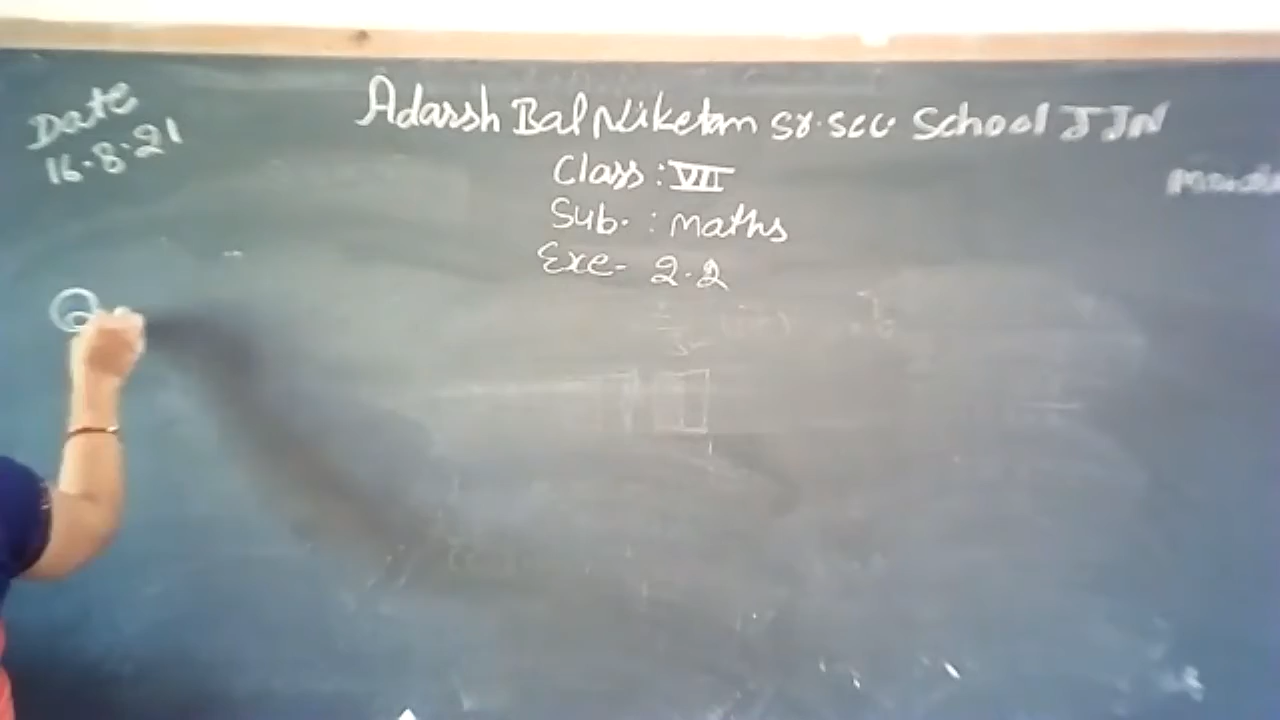 Date
16.8.21
Adarsh Bal Niketan Sr. Sec School JJN
Class : VII
Sub. : maths
Exe- 2.2
Q